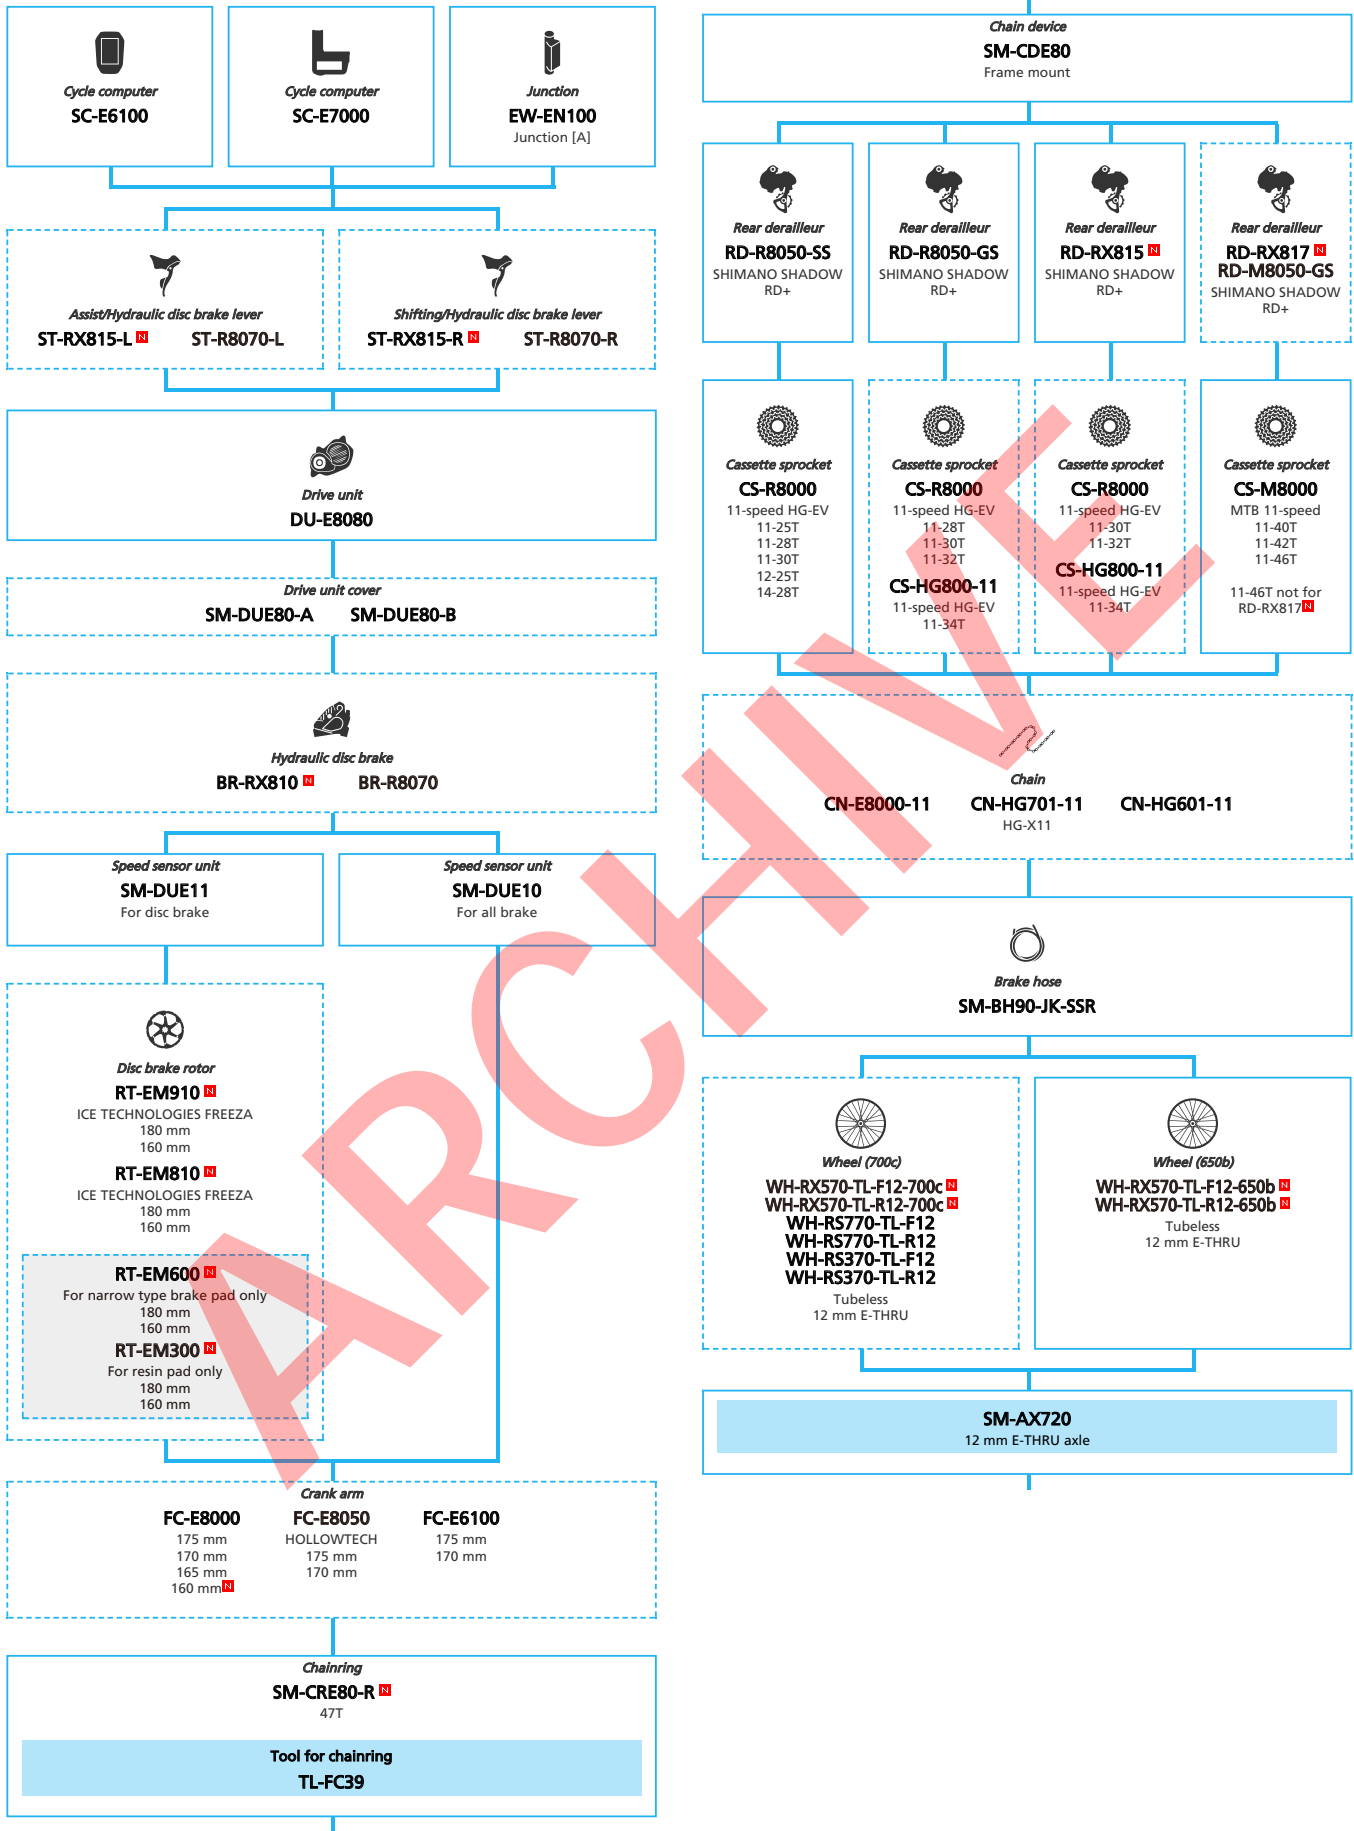 Cycle computer
SC-E6100
Cycle computer
SC-E7000
Junction
EW-EN100
Junction [A]
Assist/Hydraulic disc brake lever
ST-RX815-L N ST-R8070-L
Shifting/Hydraulic disc brake lever
ST-RX815-R N ST-R8070-R
Drive unit
DU-E8080
Drive unit cover
SM-DUE80-A SM-DUE80-B
Hydraulic disc brake
BR-RX810 N BR-R8070
Speed sensor unit
SM-DUE11
For disc brake
Speed sensor unit
SM-DUE10
For all brake
Disc brake rotor
RT-EM910 N
ICE TECHNOLOGIES FREEZA
180 mm
160 mm
RT-EM810 N
ICE TECHNOLOGIES FREEZA
180 mm
160 mm
RT-EM600 N
For narrow type brake pad only
180 mm
160 mm
RT-EM300 N
For resin pad only
180 mm
160 mm
Crank arm
FC-E8000
175 mm
170 mm
165 mm
160 mm N
FC-E8050
HOLLOWTECH
175 mm
170 mm
FC-E6100
175 mm
170 mm
Chainring
SM-CRE80-R N
47T
Tool for chainring
TL-FC39
Chain device
SM-CDE80
Frame mount
Rear derailleur
RD-R8050-SS
SHIMANO SHADOW
RD+
Rear derailleur
RD-R8050-GS
SHIMANO SHADOW
RD+
Rear derailleur
RD-RX815 N
SHIMANO SHADOW
RD+
Rear derailleur
RD-RX817 N
RD-M8050-GS
SHIMANO SHADOW
RD+
Cassette sprocket
CS-R8000
11-speed HG-EV
11-25T
11-28T
11-30T
12-25T
14-28T
Cassette sprocket
CS-R8000
11-speed HG-EV
11-28T
11-30T
11-32T
CS-HG800-11
11-speed HG-EV
11-34T
Cassette sprocket
CS-R8000
11-speed HG-EV
11-30T
11-32T
CS-HG800-11
11-speed HG-EV
11-34T
Cassette sprocket
CS-M8000
MTB 11-speed
11-40T
11-42T
11-46T
11-46T not for
RD-RX817 N
Chain
CN-E8000-11 CN-HG701-11 CN-HG601-11
HG-X11
Brake hose
SM-BH90-JK-SSR
Wheel (700c)
WH-RX570-TL-F12-700c N
WH-RX570-TL-R12-700c N
WH-RS770-TL-F12
WH-RS770-TL-R12
WH-RS370-TL-F12
WH-RS370-TL-R12
Tubeless
12 mm E-THRU
Wheel (650b)
WH-RX570-TL-F12-650b N
WH-RX570-TL-R12-650b N
Tubeless
12 mm E-THRU
SM-AX720
12 mm E-THRU axle
ARCHIVE